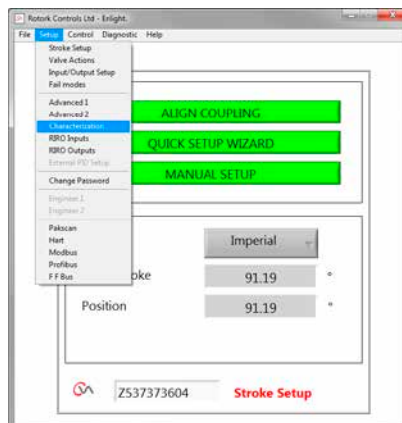 Rotork Controls Ltd - Enlight.
File Setup Control Diagnostic Help
Stroke Setup
Valve Actions
Input/Output Setup
Fail modes
Advanced 1
Advanced 2
Characterization
RIRO Inputs
RIRO Outputs
External PID Setup
Change Password
Engineer 1
Engineer 2
Pakscan
Hart
Modbus
Profibus
F F Bus
ALIGN COUPLING
QUICK SETUP WIZARD
MANUAL SETUP
Imperial
oke 91.19 °
Position 91.19 °
Z537373604 Stroke Setup